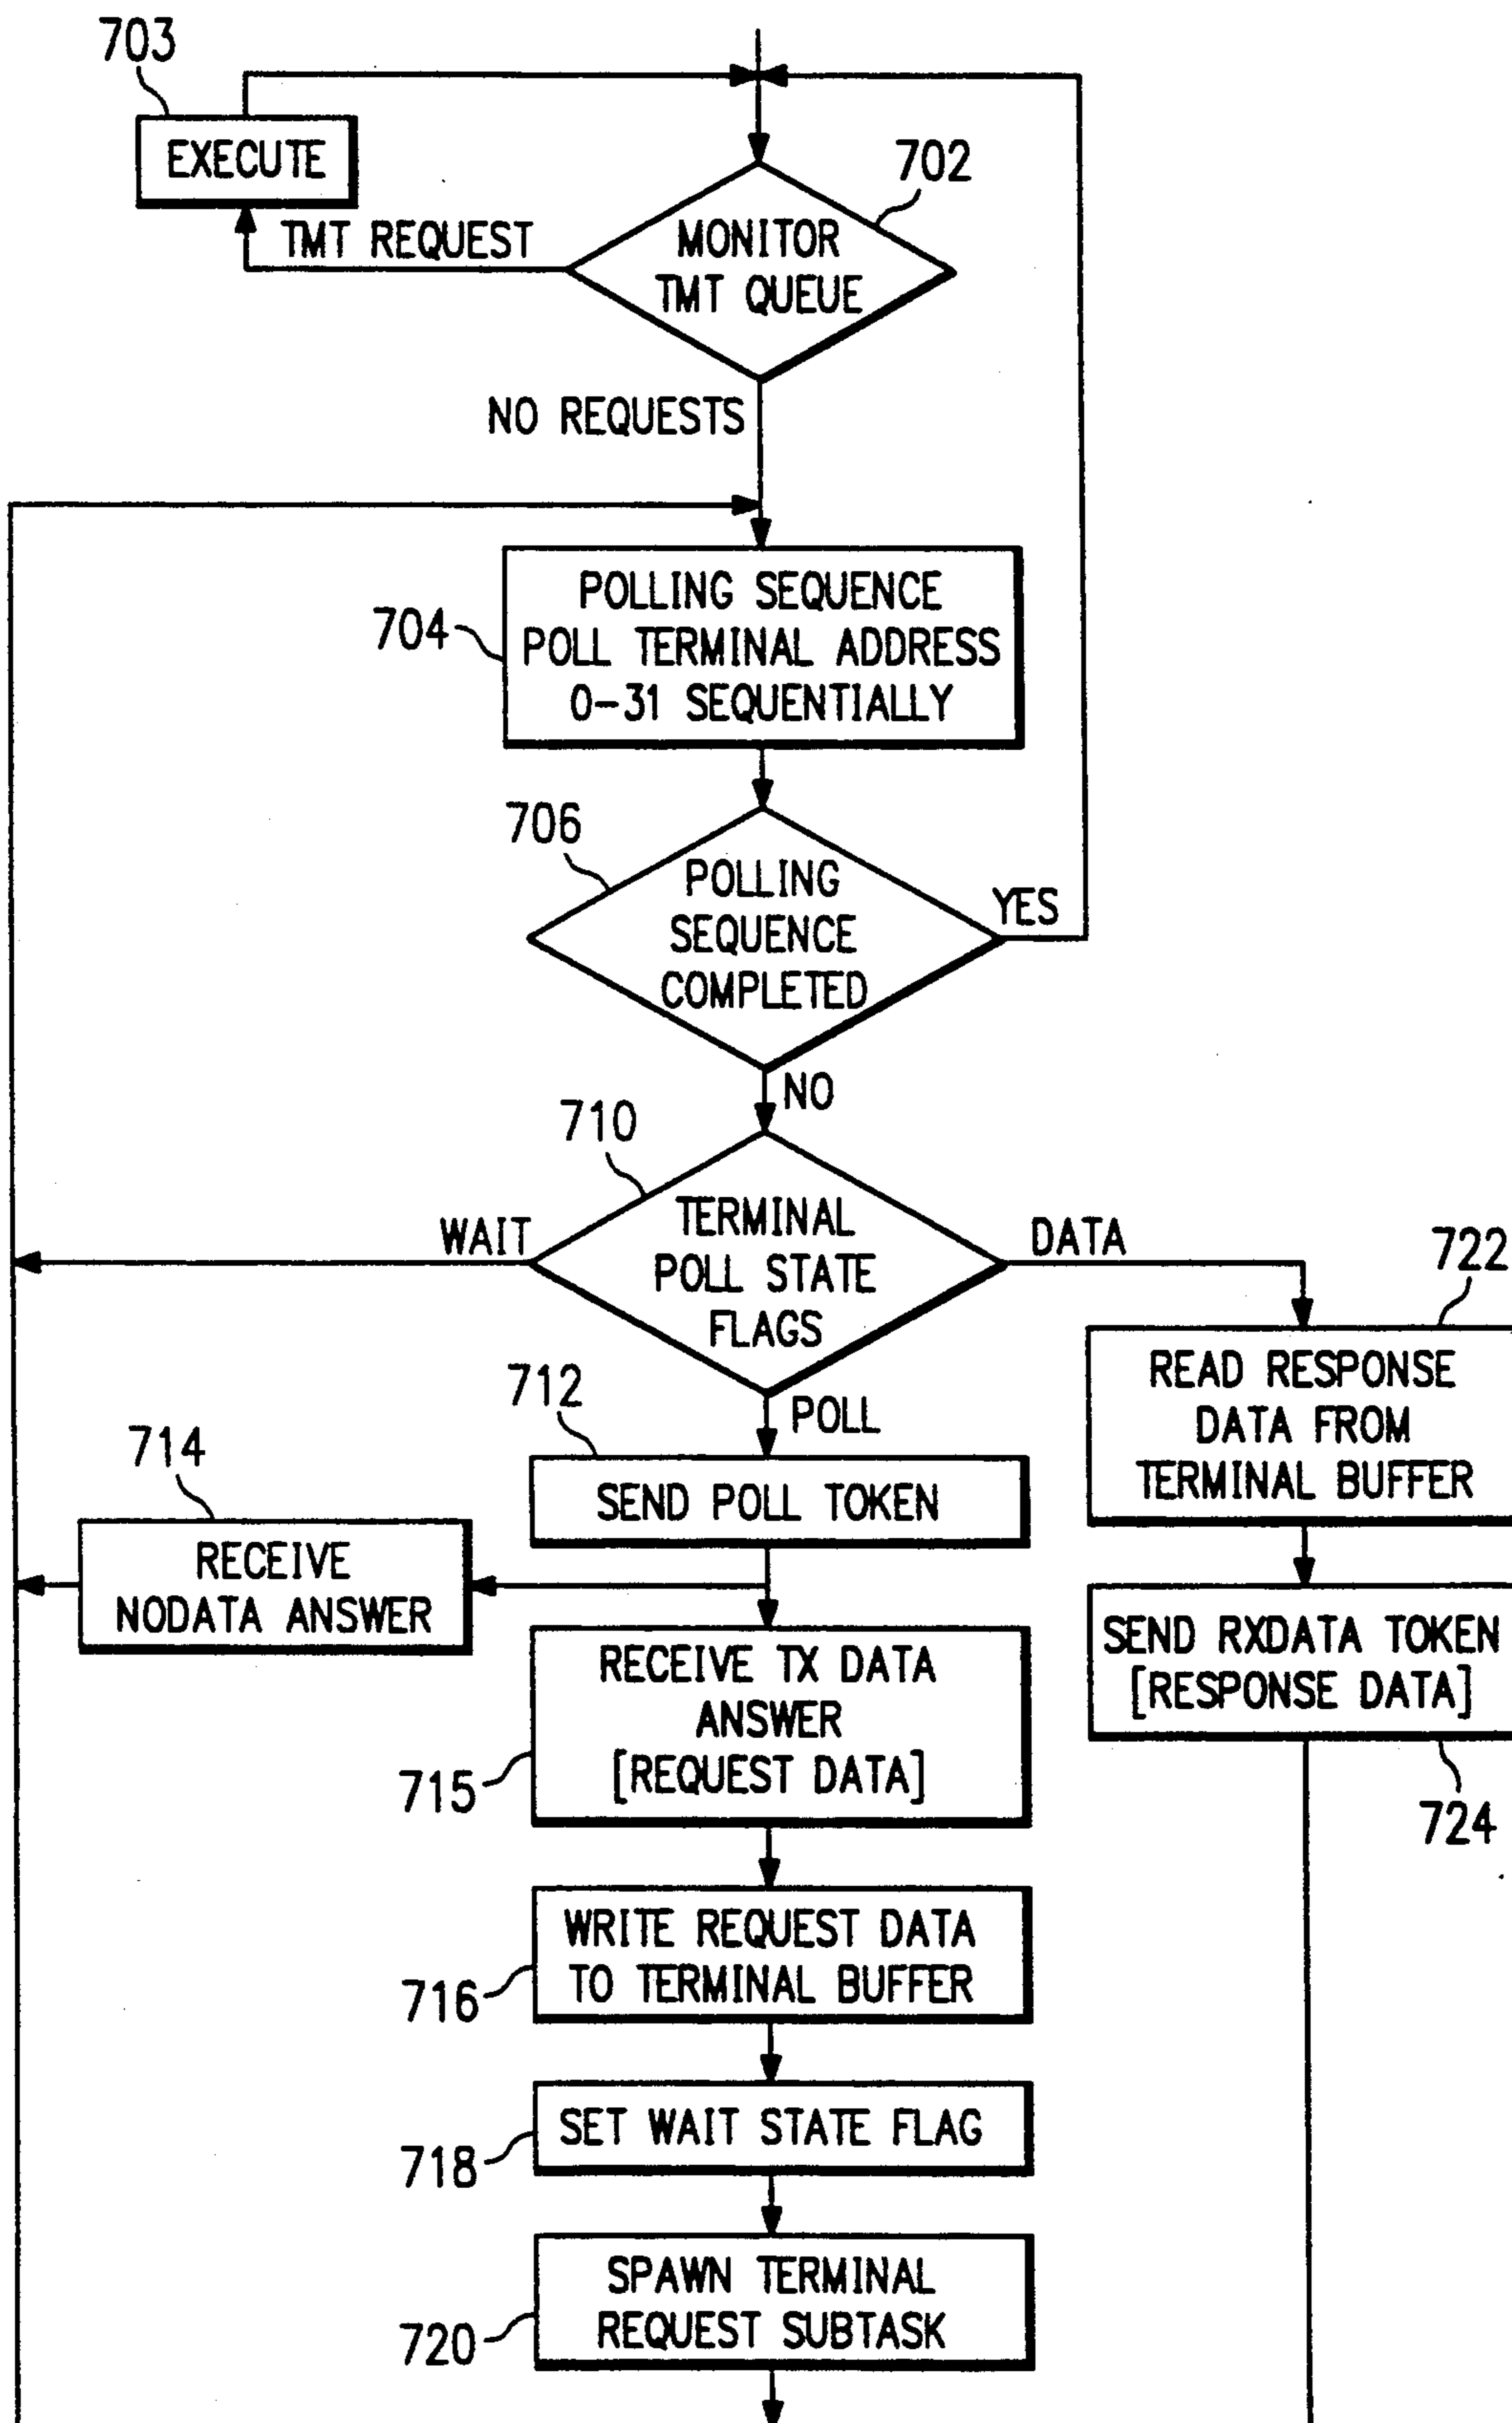 703
EXECUTE
702
TMT REQUEST
MONITOR
TMT QUEUE
NO REQUESTS
704
POLLING SEQUENCE
POLL TERMINAL ADDRESS
0-31 SEQUENTIALLY
706
POLLING
SEQUENCE
COMPLETED
YES
NO
710
TERMINAL
POLL STATE
FLAGS
WAIT
DATA
722
READ RESPONSE
DATA FROM
TERMINAL BUFFER
712
POLL
SEND POLL TOKEN
714
RECEIVE
NODATA ANSWER
SEND RXDATA TOKEN
[RESPONSE DATA]
724
RECEIVE TX DATA
ANSWER
[REQUEST DATA]
715
WRITE REQUEST DATA
TO TERMINAL BUFFER
716
SET WAIT STATE FLAG
718
SPAWN TERMINAL
REQUEST SUBTASK
720